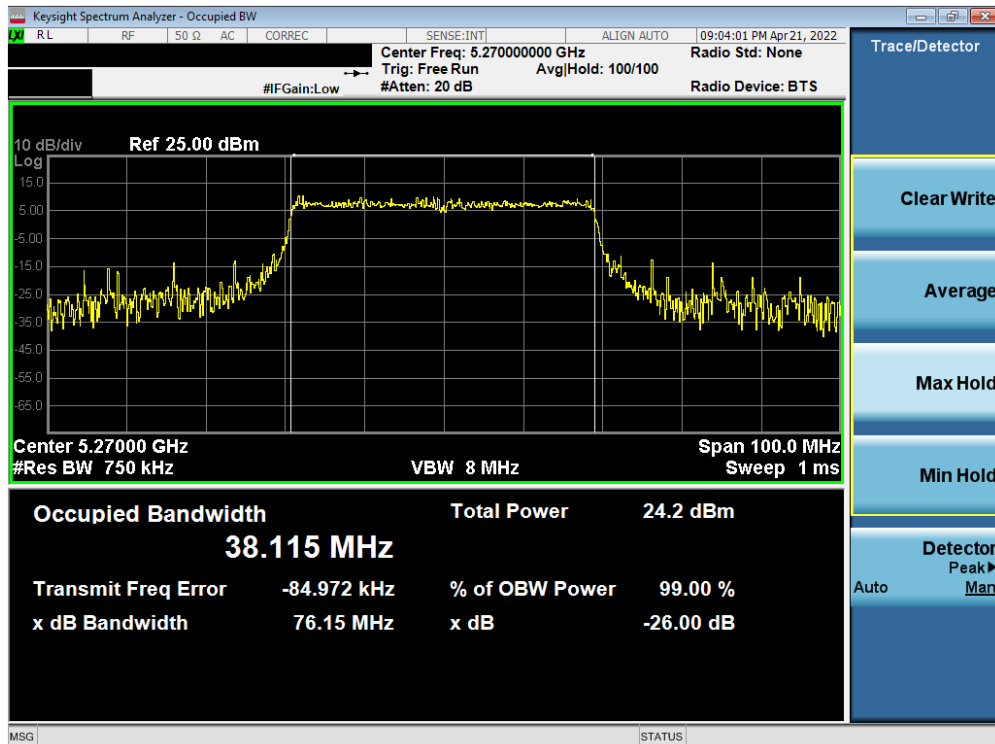 Keysight Spectrum Analyzer - Occupied BW
LXI RL RF 50 Ω AC CORREC SENSE:INT ALIGN AUTO 09:04:01 PM Apr 21, 2022
Center Freq: 5.270000000 GHz Radio Std: None
Trig: Free Run Avg|Hold: 100/100
#IFGain:Low #Atten: 20 dB Radio Device: BTS
Trace/Detector
10 dB/div Ref 25.00 dBm
Log
15.0
5.00
-5.00
-15.0
-25.0
-35.0
-45.0
-55.0
-65.0
Center 5.27000 GHz Span 100.0 MHz
#Res BW 750 kHz VBW 8 MHz Sweep 1 ms
Occupied Bandwidth Total Power 24.2 dBm
38.115 MHz
Transmit Freq Error -84.972 kHz % of OBW Power 99.00 %
x dB Bandwidth 76.15 MHz x dB -26.00 dB
Clear Write
Average
Max Hold
Min Hold
Detector
Peak▶
Auto Man
MSG STATUS